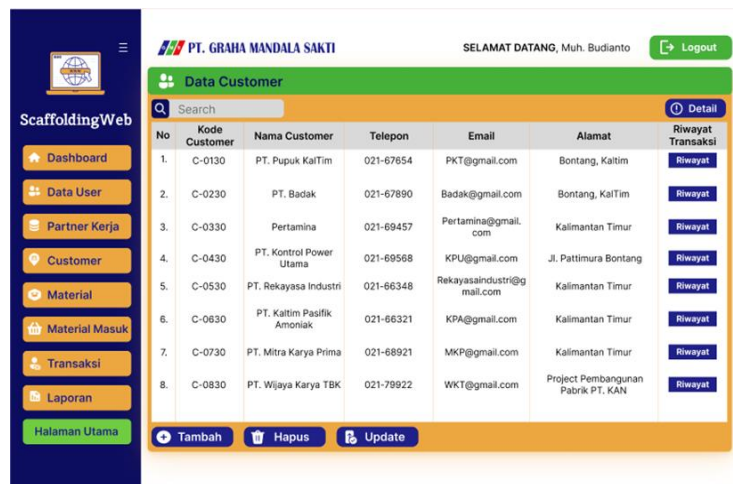 PT. GRAHA MANDALA SAKTI
SELAMAT DATANG, Muh. Budianto
Logout
ScaffoldingWeb
Dashboard
Data User
Partner Kerja
Customer
Material
Material Masuk
Transaksi
Laporan
Halaman Utama
Data Customer
Search
Detail
No Kode Customer Nama Customer Telepon Email Alamat Riwayat Transaksi
1. C-0130 PT. Pupuk KalTim 021-67654 PKT@gmail.com Bontang, Kaltim Riwayat
2. C-0230 PT. Badak 021-67890 Badak@gmail.com Bontang, KalTim Riwayat
3. C-0330 Pertamina 021-69457 Pertamina@gmail.com Kalimantan Timur Riwayat
4. C-0430 PT. Kontrol Power Utama 021-69568 KPU@gmail.com Jl. Pattimura Bontang Riwayat
5. C-0530 PT. Rekayasa Industri 021-66348 Rekayasaindustri@gmail.com Kalimantan Timur Riwayat
6. C-0630 PT. Kaltim Pasifik Amoniak 021-66321 KPA@gmail.com Kalimantan Timur Riwayat
7. C-0730 PT. Mitra Karya Prima 021-68921 MKP@gmail.com Kalimantan Timur Riwayat
8. C-0830 PT. Wijaya Karya TBK 021-79922 WKT@gmail.com Project Pembangunan Pabrik PT. KAN Riwayat
Tambah
Hapus
Update